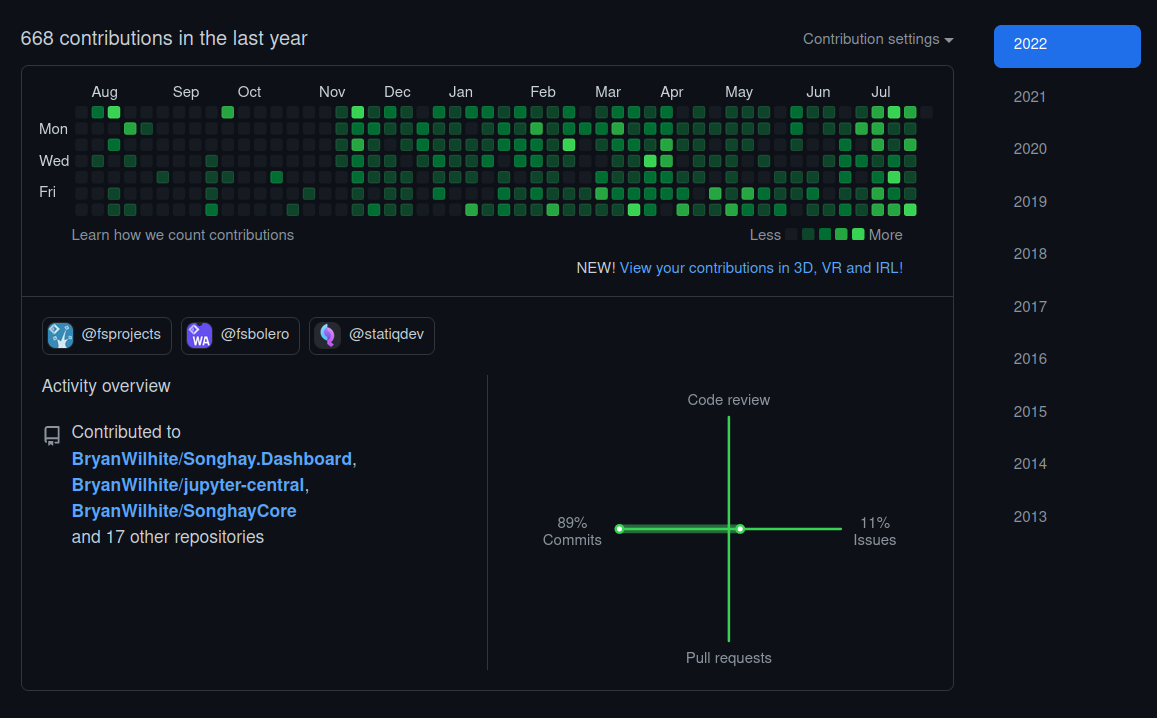 668 contributions in the last year
Contribution settings
Aug Sep Oct Nov Dec Jan Feb Mar Apr May Jun Jul
Mon
Wed
Fri
Learn how we count contributions
Less More
NEW! View your contributions in 3D, VR and IRL!
@fsprojects
WA
@fsbolero
@statiqdev
Activity overview
Contributed to
BryanWilhite/Songhay.Dashboard,
BryanWilhite/jupyter-central,
BryanWilhite/SonghayCore
and 17 other repositories
Code review
89%
Commits
11%
Issues
Pull requests
2022
2021
2020
2019
2018
2017
2016
2015
2014
2013